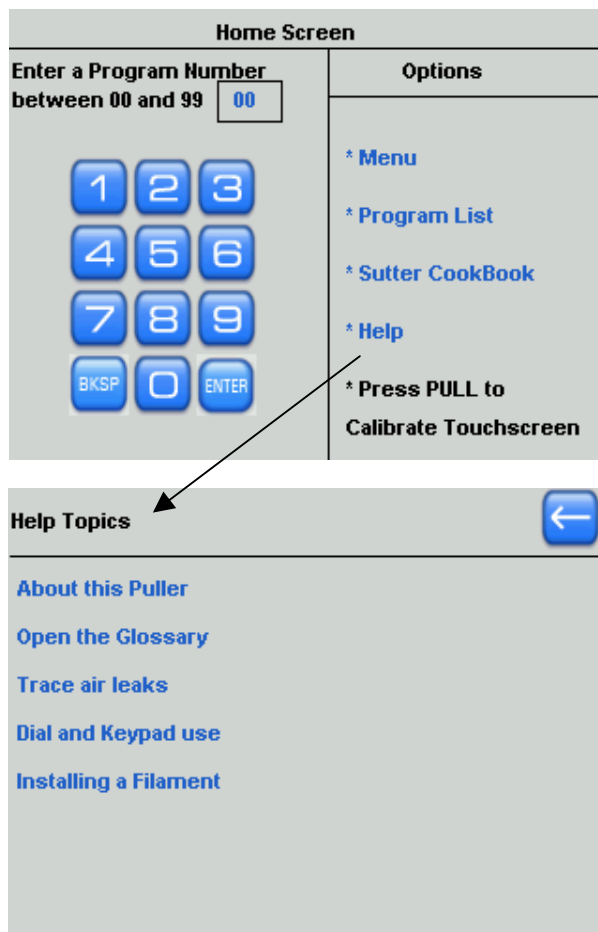 Home Screen
Enter a Program Number
between 00 and 99 00
1 2 3
4 5 6
7 8 9
BKSP 0 ENTER
Options
* Menu
* Program List
* Sutter CookBook
* Help
* Press PULL to
Calibrate Touchscreen
Help Topics
About this Puller
Open the Glossary
Trace air leaks
Dial and Keypad use
Installing a Filament